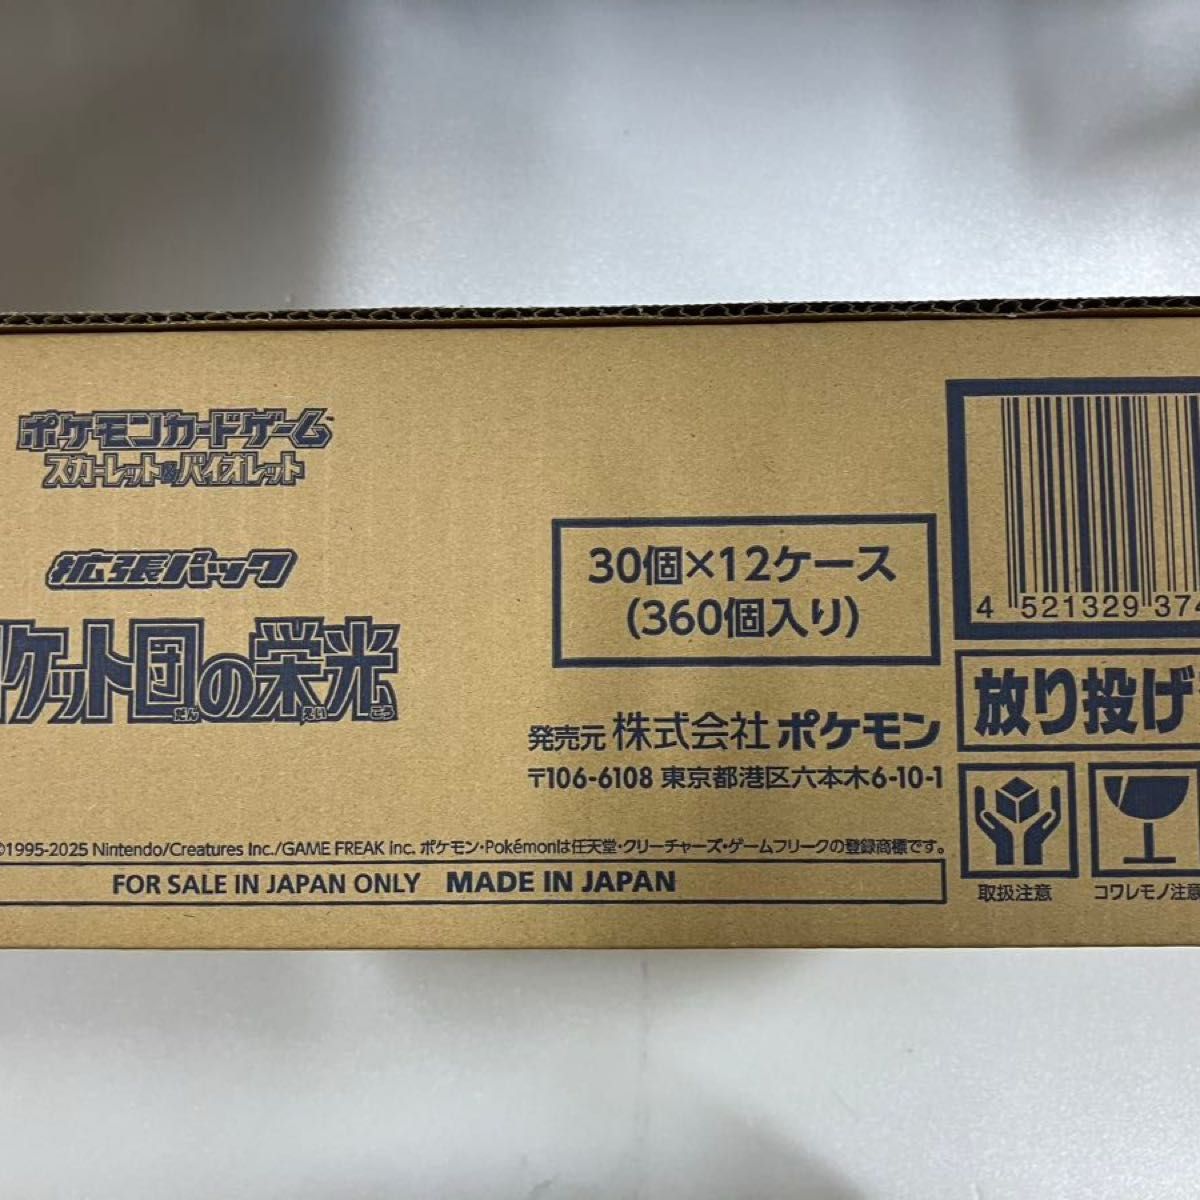 ポケモンカードゲーム
スカーレット&バイオレット
拡張パック
ケット団の栄光
だん えいこう
30個×12ケース
(360個入り)
発売元 株式会社 ポケモン
〒106-6108 東京都港区六本木6-10-1
©1995-2025 Nintendo/Creatures Inc./GAME FREAK Inc. ポケモン・Pokémonは任天堂・クリーチャーズ・ゲームフリークの登録商標です。
FOR SALE IN JAPAN ONLY MADE IN JAPAN
4 521329 374
放り投げ
取扱注意
コワレモノ注意